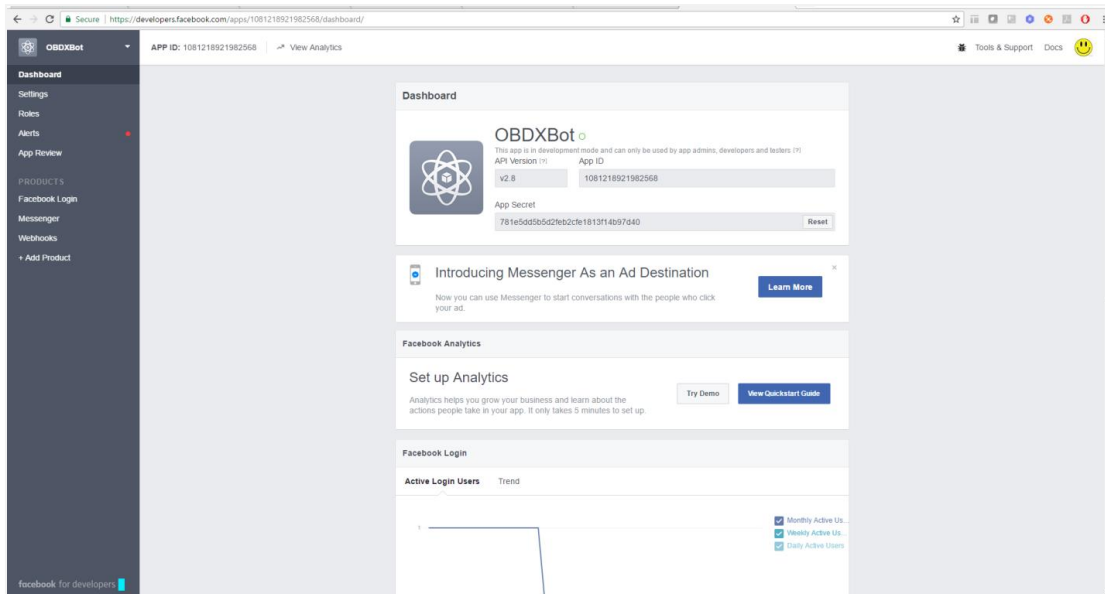 Secure | https://developers.facebook.com/apps/1081218921982568/dashboard/
OBDXBot
APP ID: 1081218921982568
View Analytics
Tools & Support
Docs
Dashboard
Settings
Roles
Alerts
App Review
PRODUCTS
Facebook Login
Messenger
Webhooks
+ Add Product
facebook for developers
Dashboard
OBDXBot
This app is in development mode and can only be used by app admins, developers and testers [?]
API Version [?]
App ID
v2.8
1081218921982568
App Secret
781e5dd5b5d2feb2cfe1813f14b97d40
Reset
Introducing Messenger As an Ad Destination
Now you can use Messenger to start conversations with the people who click
your ad.
Learn More
Facebook Analytics
Set up Analytics
Analytics helps you grow your business and learn about the
actions people take in your app. It only takes 5 minutes to set up.
Try Demo
View Quickstart Guide
Facebook Login
Active Login Users
Trend
1
Monthly Active Us...
Weekly Active Us...
Daily Active Users